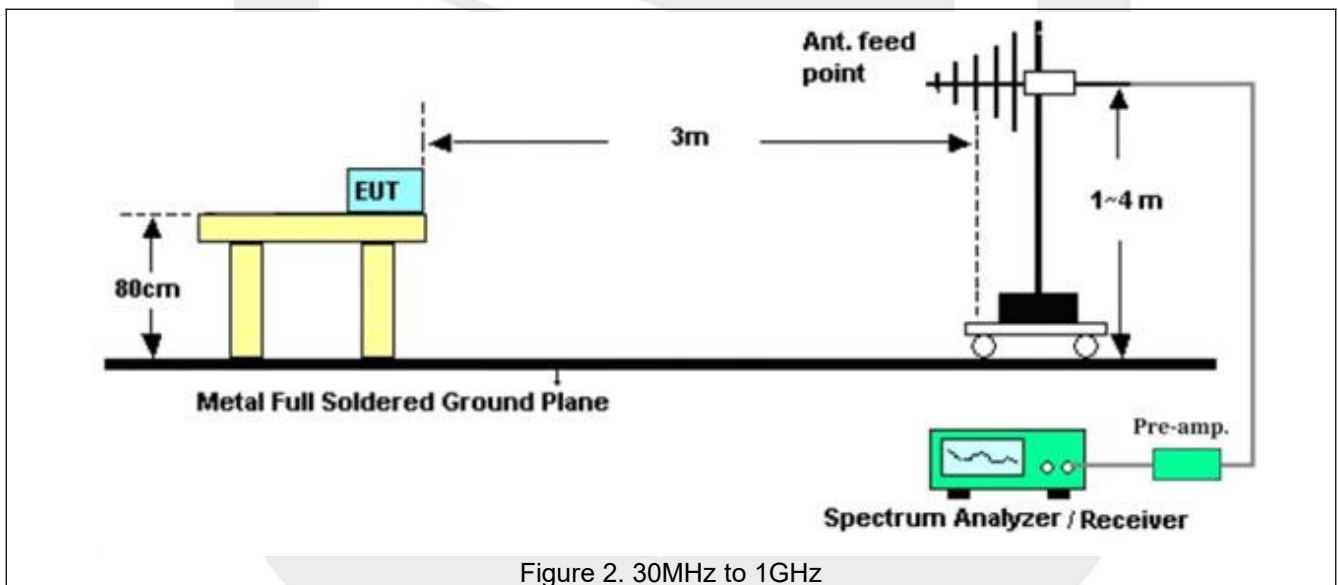 Ant. feed
point
3m
EUT
1~4 m
80cm
Metal Full Soldered Ground Plane
Pre-amp.
Spectrum Analyzer / Receiver
Figure 2. 30MHz to 1GHz